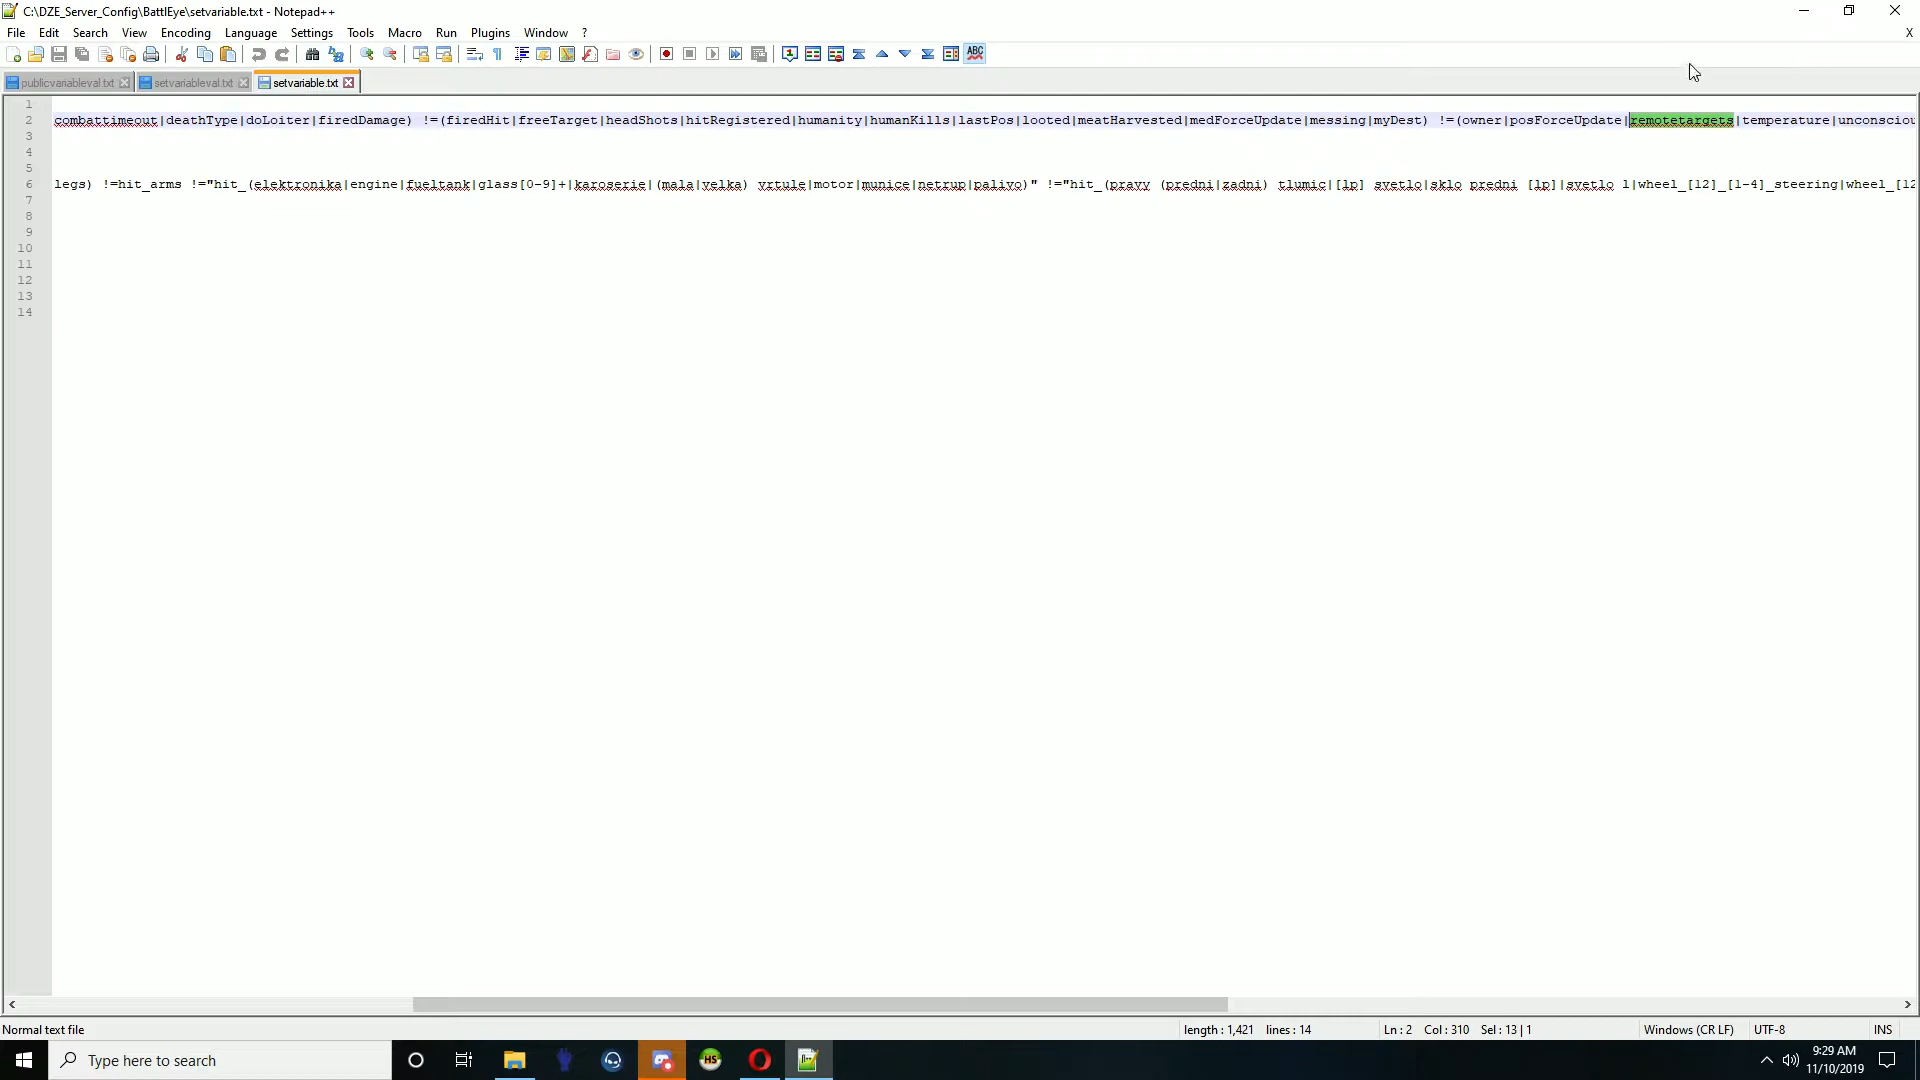 C:\DZE_Server_Config\BattlEye\setvariable.txt - Notepad++
File Edit Search View Encoding Language Settings Tools Macro Run Plugins Window ? X
ABC
publicvariableval.txt setvariableval.txt setvariable.txt
1
2 combattimeout|deathType|doLoiter|firedDamage) !=(firedHit|freeTarget|headShots|hitRegistered|humanity|humanKills|lastPos|looted|meatHarvested|medForceUpdate|messing|myDest) !=(owner|posForceUpdate|remotetargets|temperature|unconsciou
3
4
5
6 legs) !=hit_arms !="hit_(elektronika|engine|fueltank|glass[0-9]+|karoserie|(mala|velka) vrtule|motor|munice|netrup|palivo)" !="hit_(pravy (predni|zadni) tlumic|[lp] svetlo|sklo predni [lp]|svetlo l|wheel_[12]_[1-4]_steering|wheel_[12
7
8
9
10
11
12
13
14
Normal text file length : 1,421 lines : 14 Ln : 2 Col : 310 Sel : 13 | 1 Windows (CR LF) UTF-8 INS
Type here to search
HS
9:29 AM
11/10/2019